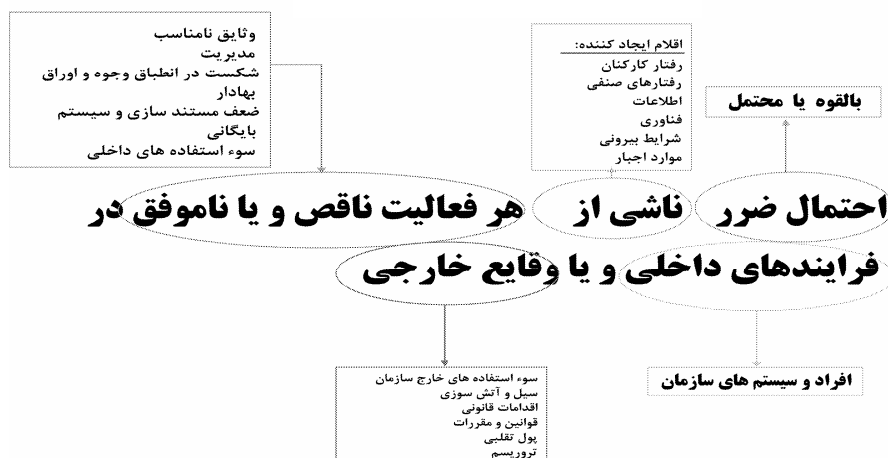 وثایق نامناسب
مدیریت
شکست در انطباق وجوه و اوراق
بهادار
ضعف مستند سازی و سیستم
بایگانی
سوء استفاده های داخلی
اقلام ایجاد کننده:
رفتار کارکنان
رفتارهای صنفی
اطلاعات
فناوری
شرایط بیرونی
موارد اجبار
بالقوه یا محتمل
احتمال ضرر ناشی از هر فعالیت ناقص و یا ناموفق در
فرایندهای داخلی و یا وقایع خارجی
سوء استفاده های خارج سازمان
سیل و آتش سوزی
اقدامات قانونی
قوانین و مقررات
پول تقلبی
تروریسم
افراد و سیستم های سازمان